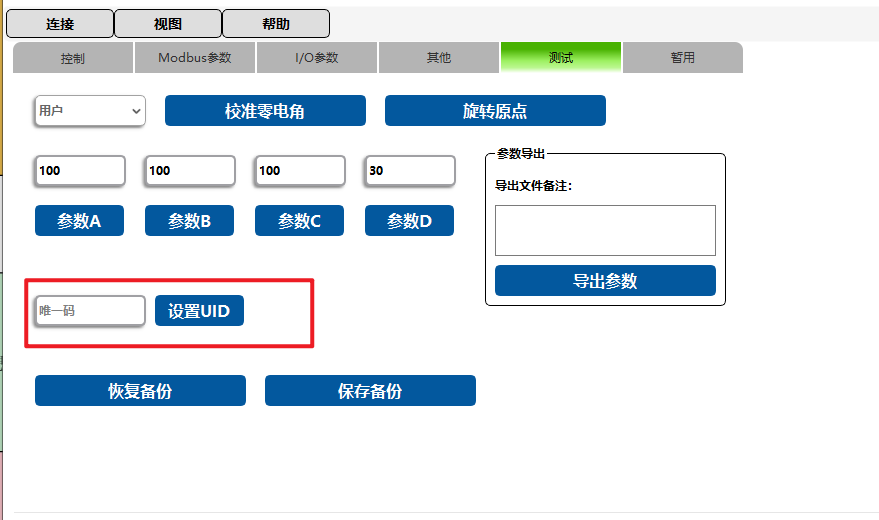 连接 视图 帮助
控制 Modbus参数 I/O参数 其他 测试 暂用
用户 校准零电角 旋转原点
参数导出
100 100 100 30
导出文件备注：
参数A 参数B 参数C 参数D
导出参数
唯一码 设置UID
恢复备份 保存备份